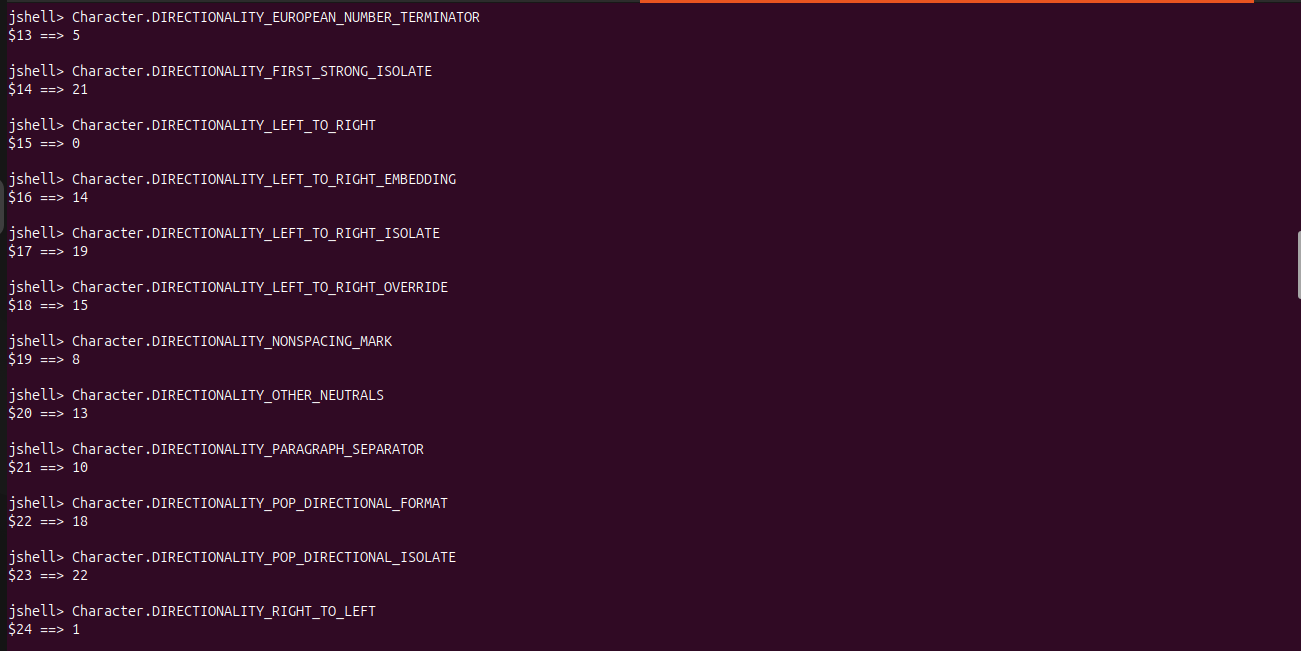 jshell> Character.DIRECTIONALITY_EUROPEAN_NUMBER_TERMINATOR
$13 ==> 5
jshell> Character.DIRECTIONALITY_FIRST_STRONG_ISOLATE
$14 ==> 21
jshell> Character.DIRECTIONALITY_LEFT_TO_RIGHT
$15 ==> 0
jshell> Character.DIRECTIONALITY_LEFT_TO_RIGHT_EMBEDDING
$16 ==> 14
jshell> Character.DIRECTIONALITY_LEFT_TO_RIGHT_ISOLATE
$17 ==> 19
jshell> Character.DIRECTIONALITY_LEFT_TO_RIGHT_OVERRIDE
$18 ==> 15
jshell> Character.DIRECTIONALITY_NONSPACING_MARK
$19 ==> 8
jshell> Character.DIRECTIONALITY_OTHER_NEUTRALS
$20 ==> 13
jshell> Character.DIRECTIONALITY_PARAGRAPH_SEPARATOR
$21 ==> 10
jshell> Character.DIRECTIONALITY_POP_DIRECTIONAL_FORMAT
$22 ==> 18
jshell> Character.DIRECTIONALITY_POP_DIRECTIONAL_ISOLATE
$23 ==> 22
jshell> Character.DIRECTIONALITY_RIGHT_TO_LEFT
$24 ==> 1